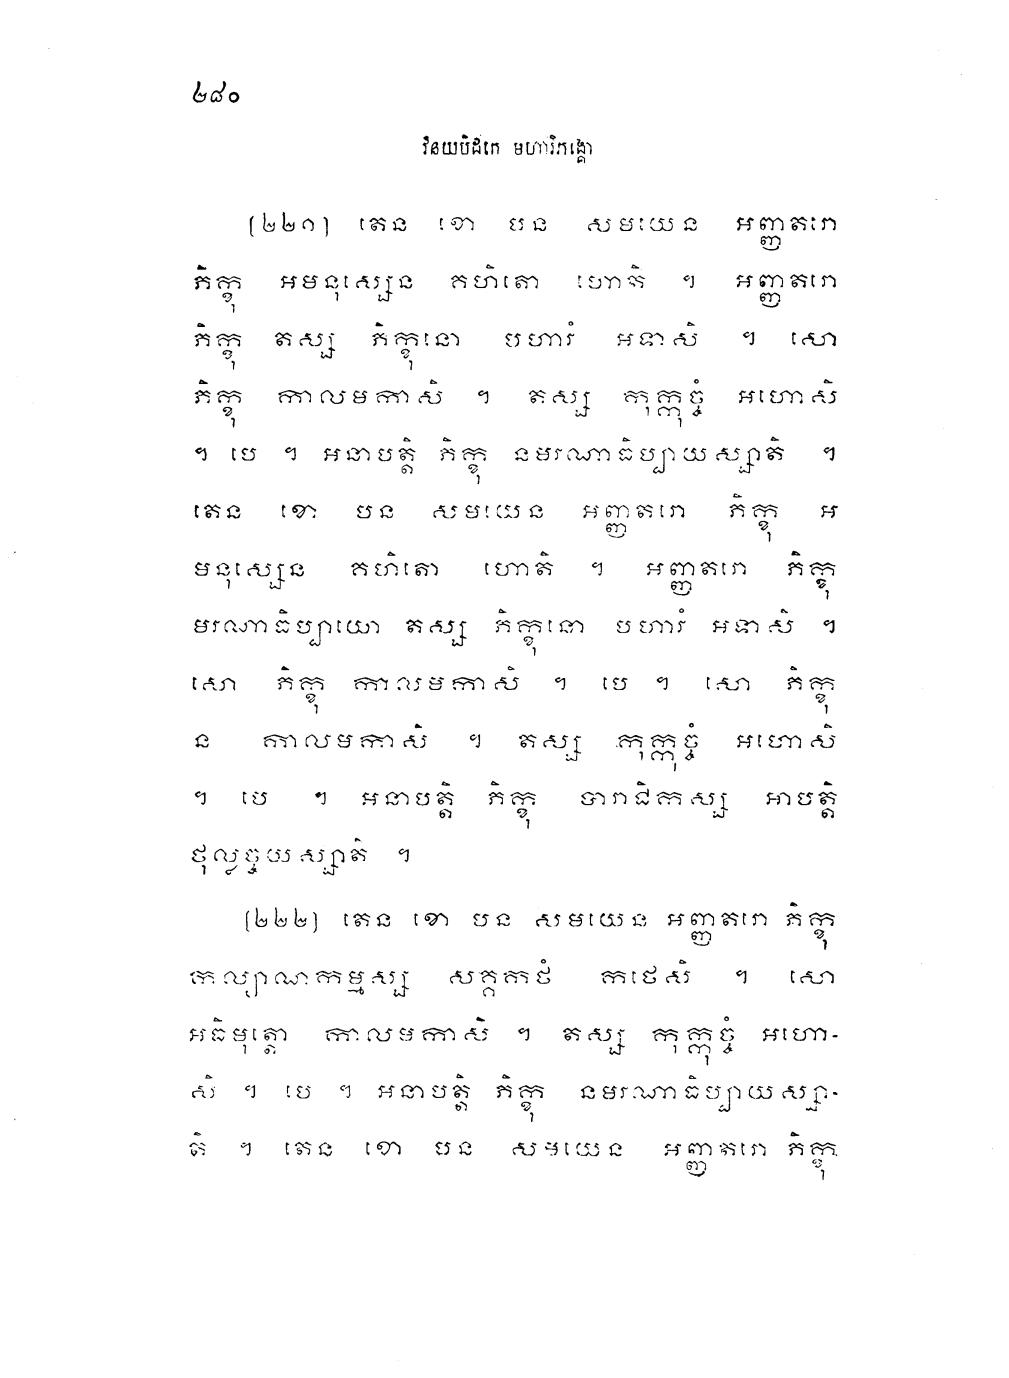 ២៨០
វិនយបិដកេ មហាវិភង្គោ
(២២១) តេន ខោ បន សមយេន អញ្ញតរោ
ភិក្ខុ អមនុស្សេន គហិតោ ហោតិ ។ អញ្ញតរោ
ភិក្ខុ តស្ស ភិក្ខុនោ បហារំ អទាសិ ។ សោ
ភិក្ខុ កាលមកាសិ ។ តស្ស កុក្កុច្ចំ អហោសិ
។ បេ ។ អនាបត្តិ ភិក្ខុ នមរណាធិប្បាយស្សាតិ ។
តេន ខោ បន សមយេន អញ្ញតរោ ភិក្ខុ អ
មនុស្សេន គហិតោ ហោតិ ។ អញ្ញតរោ ភិក្ខុ
មរណាធិប្បាយោ តស្ស ភិក្ខុនោ បហារំ អទាសិ ។
សោ ភិក្ខុ កាលមកាសិ ។ បេ ។ សោ ភិក្ខុ
ន កាលមកាសិ ។ តស្ស កុក្កុច្ចំ អហោសិ
។ បេ ។ អនាបត្តិ ភិក្ខុ បារាជិកស្ស អាបត្តិ
ថុល្លច្ចយស្សាតិ ។
(២២២) តេន ខោ បន សមយេន អញ្ញតរោ ភិក្ខុ
កល្យាណកម្មស្ស សគ្គកថំ កថេសិ ។ សោ
អធិមុត្តោ កាលមកាសិ ។ តស្ស កុក្កុច្ចំ អហោ-
សិ ។ បេ ។ អនាបត្តិ ភិក្ខុ នមរណាធិប្បាយស្សា-
តិ ។ តេន ខោ បន សមយេន អញ្ញតរោ ភិក្ខុ